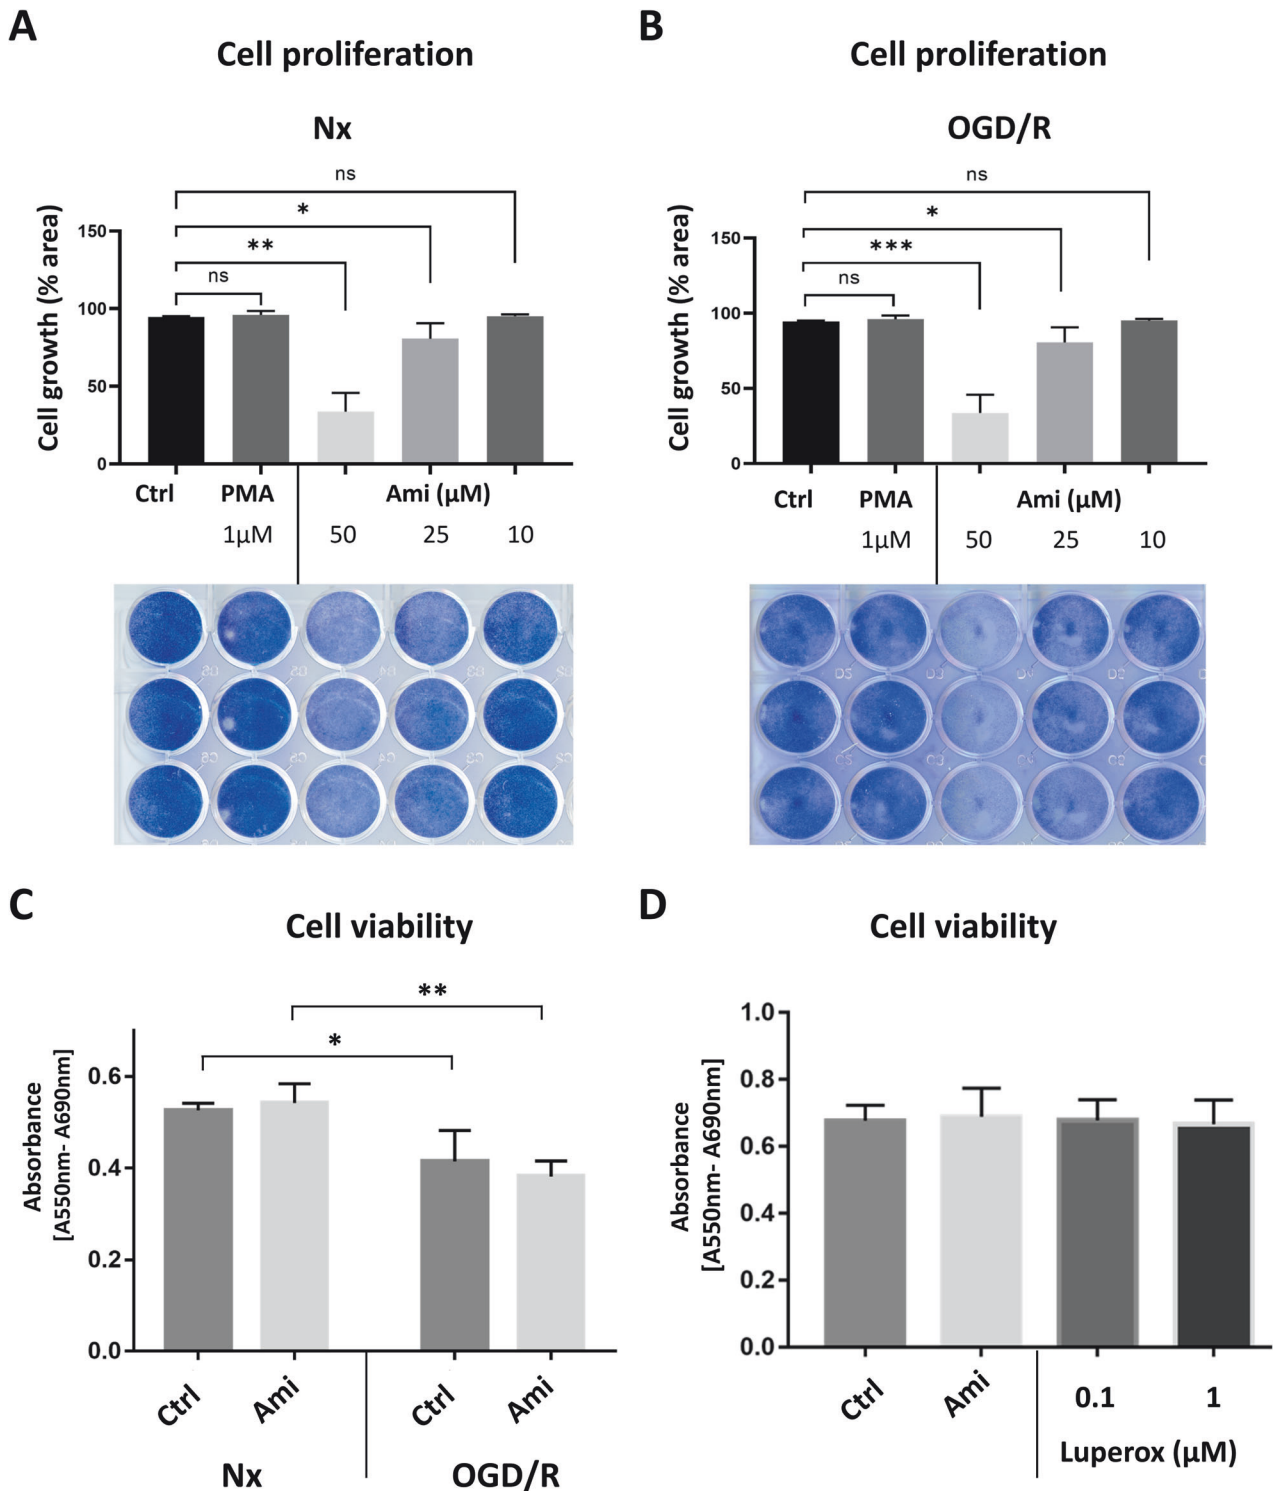 A
Cell proliferation
Nx
ns
*
**
ns
Cell growth (% area)
150
100
50
0
Ctrl
PMA
Ami (µM)
1µM
50
25
10
B
Cell proliferation
OGD/R
ns
*
***
ns
Cell growth (% area)
150
100
50
0
Ctrl
PMA
Ami (µM)
1µM
50
25
10
C
Cell viability
**
*
Absorbance
[A550nm- A690nm]
0.6
0.4
0.2
0.0
Ctrl
Ami
Ctrl
Ami
Nx
OGD/R
D
Cell viability
Absorbance
[A550nm- A690nm]
1.0
0.8
0.6
0.4
0.2
0.0
Ctrl
Ami
0.1
1
Luperox (µM)